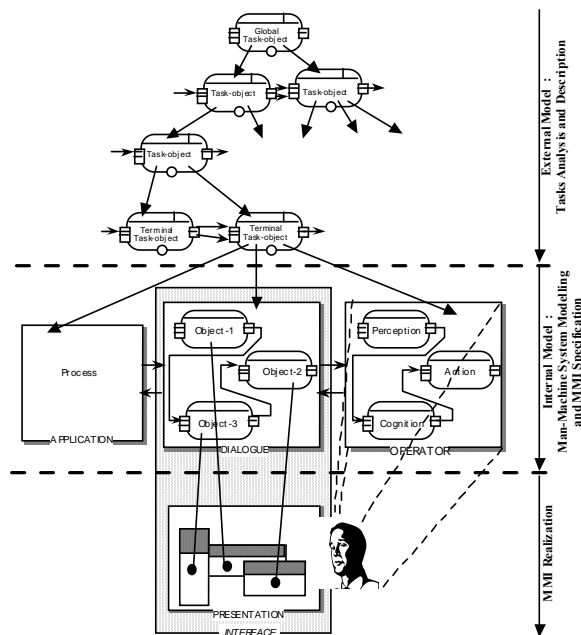 Global
Task-object
Task-object
Task-object
Task-object
Terminal
Task-object
Terminal
Task-object
External Model :
Tasks Analysis and Description
Process
APPLICATION
Object-1
Object-2
Object-3
DIALOGUE
Perception
Action
Cognition
OPERATOR
Internal Model :
Man-Machine System Modelling
and MMI Specification
PRESENTATION
INTERFACE
MMI Realization